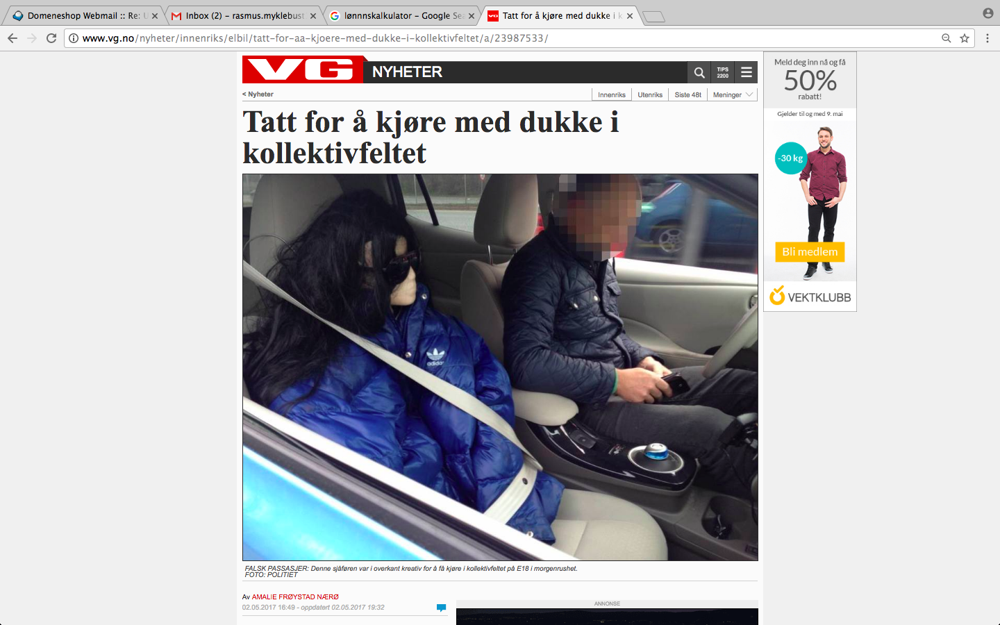 Domeneshop Webmail :: Re: U
Inbox (2) – rasmus.myklebust
lønnnskalkulator – Google Sea
Tatt for å kjøre med dukke i k
www.vg.no/nyheter/innenriks/elbil/tatt-for-aa-kjoere-med-dukke-i-kollektivfeltet/a/23987533/
VG NYHETER
TIPS
2200
< Nyheter
Innenriks Utenriks Siste 48t Meninger
Tatt for å kjøre med dukke i
kollektivfeltet
adidas
FALSK PASSASJER: Denne sjåføren var i overkant kreativ for å få kjøre i kollektivfeltet på E18 i morgenrushet.
FOTO: POLITIET
Av AMALIE FRØYSTAD NÆRØ
02.05.2017 16:49 - oppdatert 02.05.2017 19:32
ANNONSE
Meld deg inn nå og få
50%
rabatt!
Gjelder til og med 9. mai
-30 kg
Bli medlem
VEKTKLUBB